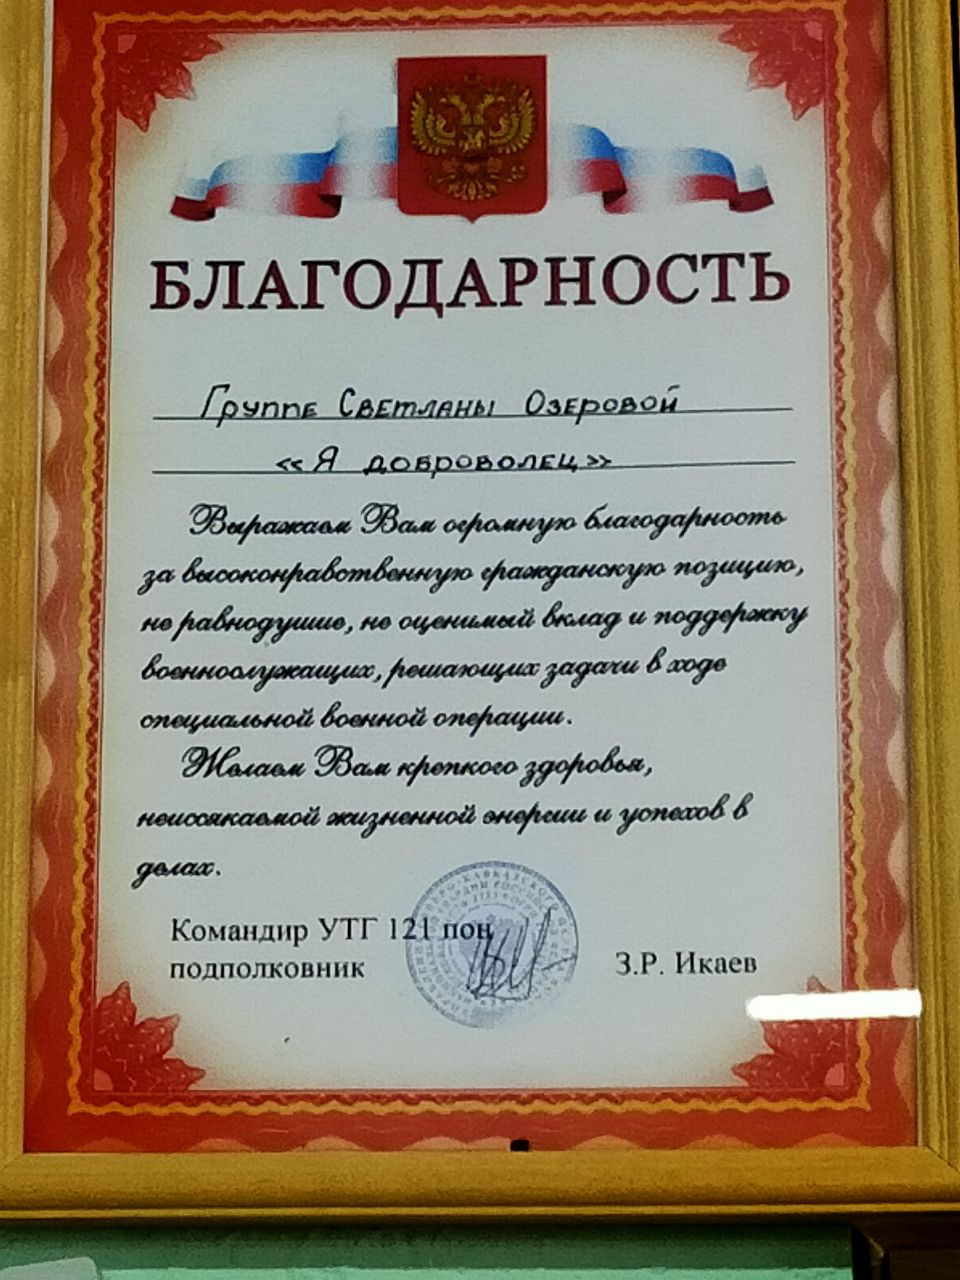 БЛАГОДАРНОСТЬ
Группе Светланы Озеровой
«Я доброволец»
Выражаем Вам огромную благодарность
за высоконравственную гражданскую позицию,
не равнодушие, не оценимый вклад и поддержку
военнослужащих, решающих задачи в ходе
специальной военной операции.
Желаем Вам крепкого здоровья,
неиссякаемой жизненной энергии и успехов в
делах.
Командир УТГ 121 пон
подполковник
З.Р. Икаев